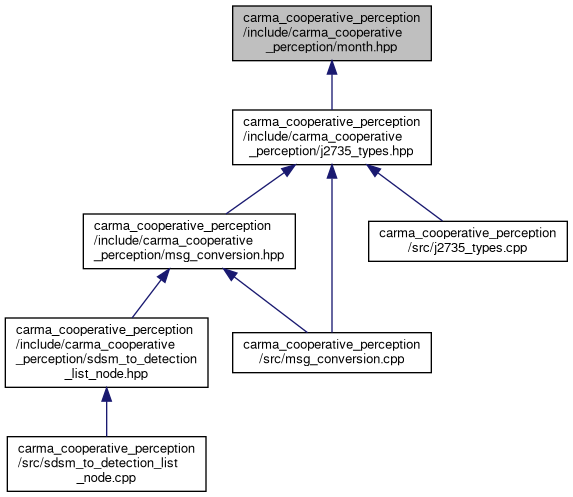 carma_cooperative_perception
/include/carma_cooperative
_perception/month.hpp
carma_cooperative_perception
/include/carma_cooperative
_perception/j2735_types.hpp
carma_cooperative_perception
/include/carma_cooperative
_perception/msg_conversion.hpp
carma_cooperative_perception
/src/j2735_types.cpp
carma_cooperative_perception
/include/carma_cooperative
_perception/sdsm_to_detection
_list_node.hpp
carma_cooperative_perception
/src/msg_conversion.cpp
carma_cooperative_perception
/src/sdsm_to_detection_list
_node.cpp